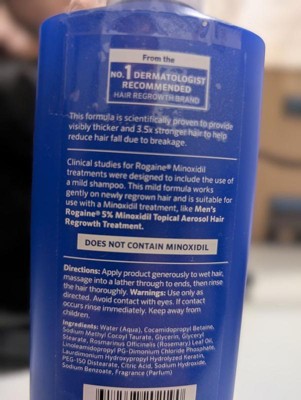 From the
NO. 1 DERMATOLOGIST
RECOMMENDED
HAIR REGROWTH BRAND
This formula is scientifically proven to provide
visibly thicker and 3.5x stronger hair to help
reduce hair fall due to breakage.
Clinical studies for Rogaine® Minoxidil
treatments were designed to include the use of
a mild shampoo. This mild formula works
gently on newly regrown hair and is suitable for
use with a Minoxidil treatment, like Men's
Rogaine® 5% Minoxidil Topical Aerosol Hair
Regrowth Treatment.
DOES NOT CONTAIN MINOXIDIL
Directions: Apply product generously to wet hair,
massage into a lather through to ends, then rinse
the hair thoroughly. Warnings: Use only as
directed. Avoid contact with eyes. If contact
occurs rinse immediately. Keep away from
children.
Ingredients: Water (Aqua), Cocamidopropyl Betaine,
Sodium Methyl Cocoyl Taurate, Glycerin, Glyceryl
Stearate, Rosmarinus Officinalis (Rosemary) Leaf Oil,
Linoleamidopropyl PG-Dimonium Chloride Phosphate,
Laurdimonium Hydroxypropyl Hydrolyzed Keratin,
PEG-150 Distearate, Citric Acid, Sodium Hydroxide,
Sodium Benzoate, Fragrance (Parfum)